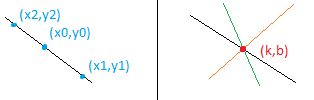 (x2,y2)
(x0,y0)
(k,b)
(x1,y1)